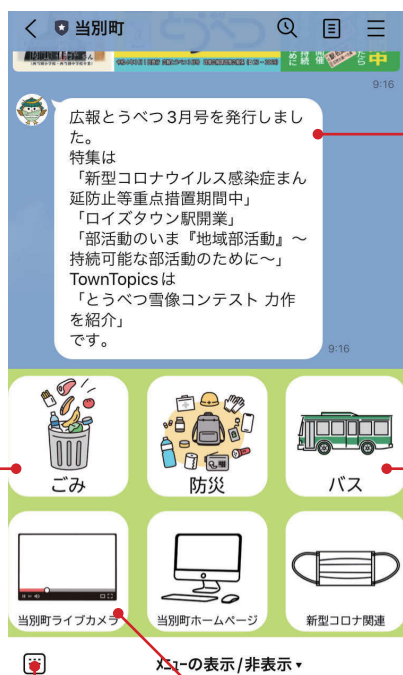 当別町
9:16
広報とうべつ3月号を発行しまし
た。
特集は
「新型コロナウイルス感染症まん
延防止等重点措置期間中」
「ロイズタウン駅開業」
「部活動のいま『地域部活動』～
持続可能な部活動のために～」
TownTopicsは
「とうべつ雪像コンテスト 力作
を紹介」
です。
9:16
ごみ
防災
バス
当別町ライブカメラ
当別町ホームページ
新型コロナ関連
メニューの表示/非表示▾